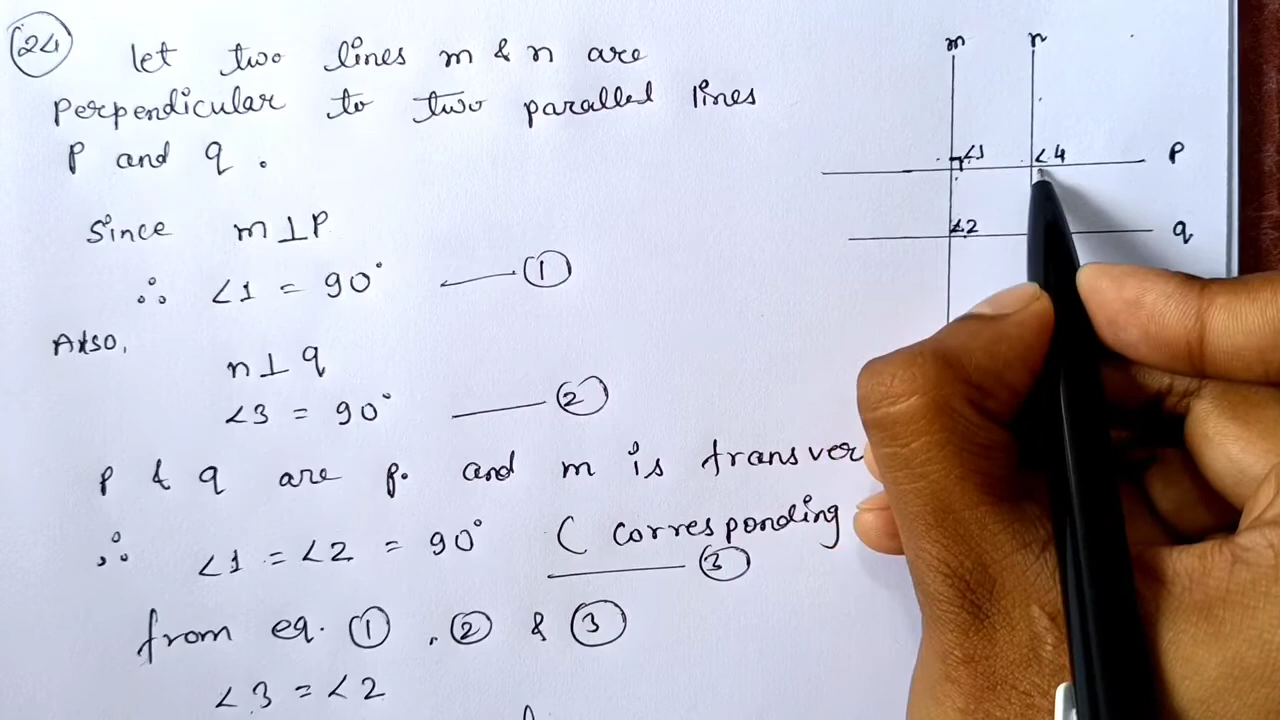 24
let two lines m & n are
Perpendicular to two parallel lines
P and q.
Since m ⊥ P
∴ ∠1 = 90° —— ①
Also,
n ⊥ q
∠3 = 90° —— ②
P & q are p. and m is transver
∴ ∠1 = ∠2 = 90° ( corresponding
—— ③
from eq. ① , ② & ③
∠3 = ∠2
m n
∠4 P
∠2 q